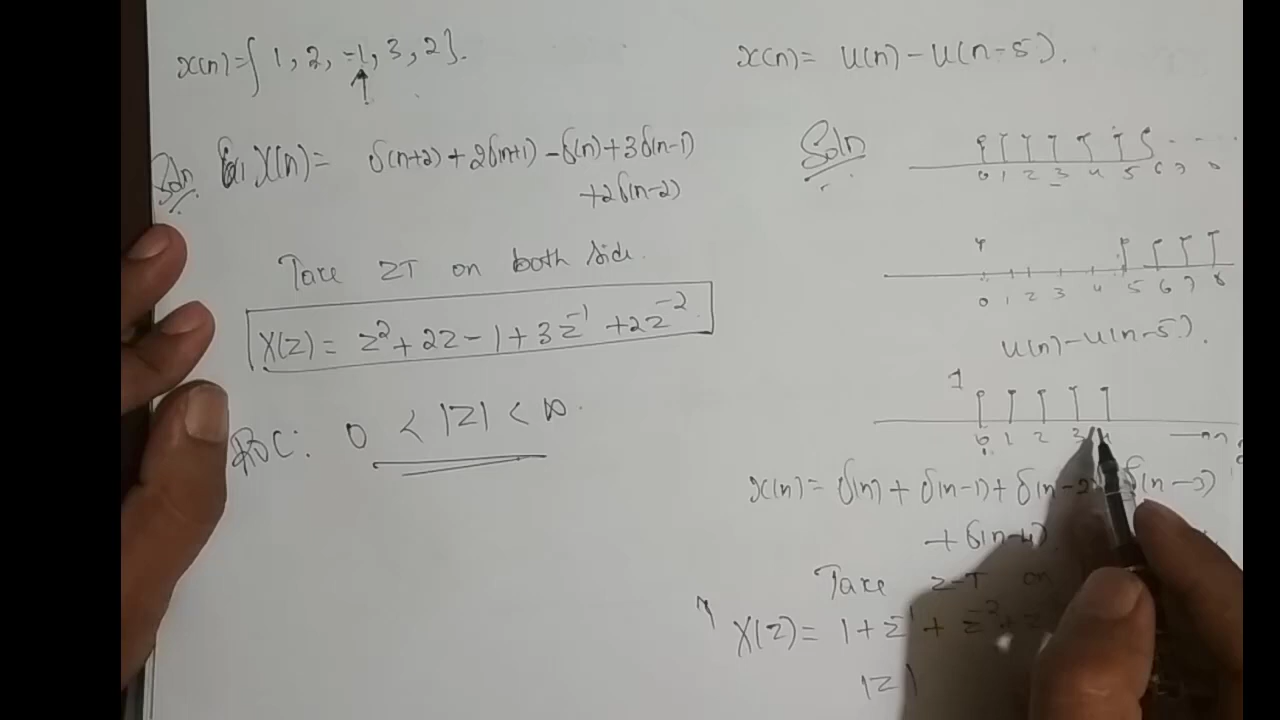 x(n)={ 1, 2, -1, 3, 2}.
↑
Soln X(n)= δ(n+2) + 2δ(n+1) - δ(n) + 3δ(n-1)
+2δ(n-2)
Take ZT on both side.
X(z) = z² + 2z - 1 + 3z⁻¹ + 2z⁻²
ROC: 0 < |z| < ∞.
x(n)= u(n) - u(n-5).
Soln
0 1 2 3 4 5 6 7 8
0 1 2 3 4 5 6 7 8
u(n) - u(n-5).
1
0 1 2 3 4 → n
x(n)= δ(n) + δ(n-1) + δ(n-2 δ(n-3)
+ δ(n-4)
Take Z-T on
X(z) = 1 + z⁻¹ + z⁻² +
|z|